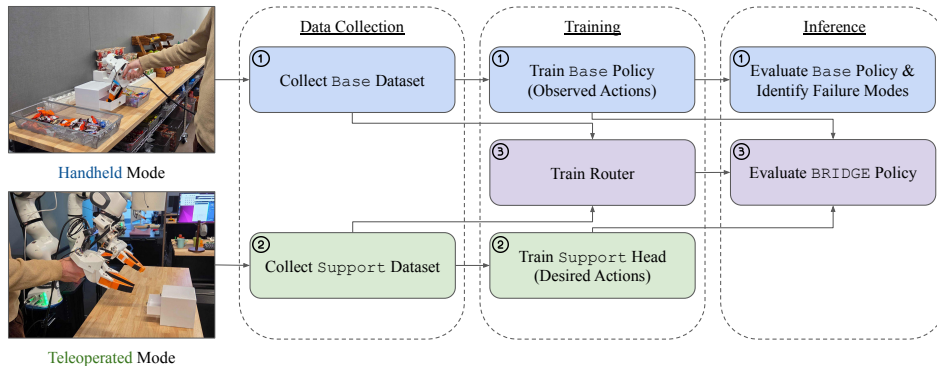 Data Collection
Training
Inference
1
Collect Base Dataset
1
Train Base Policy
(Observed Actions)
1
Evaluate Base Policy &
Identify Failure Modes
Handheld Mode
3
Train Router
3
Evaluate BRIDGE Policy
2
Collect Support Dataset
2
Train Support Head
(Desired Actions)
Teleoperated Mode